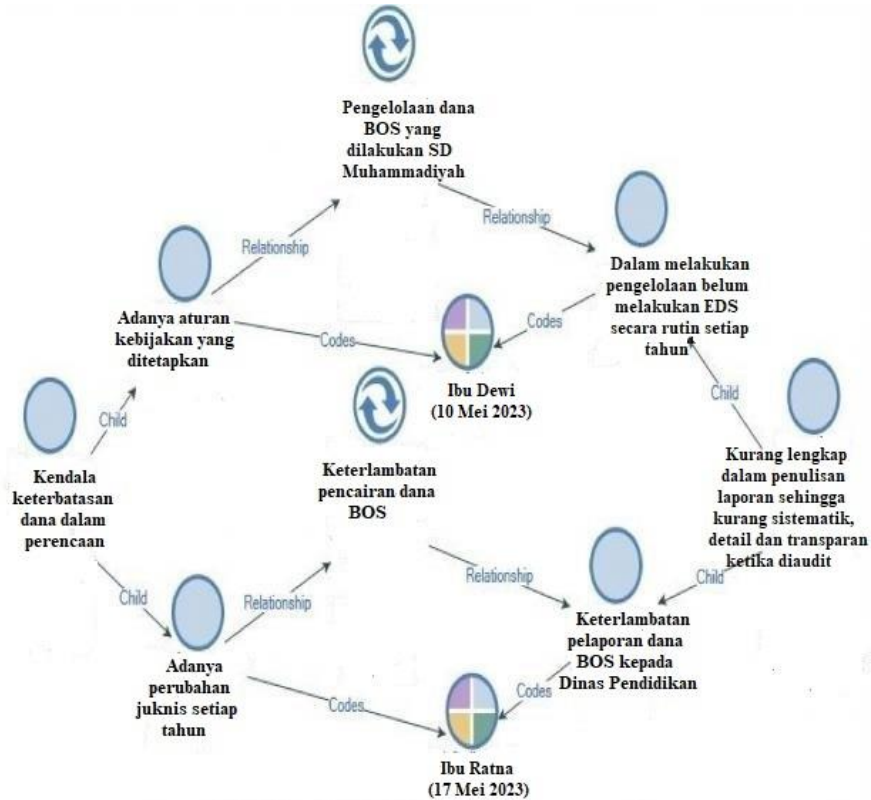 Pengelolaan dana
BOS yang
dilakukan SD
Muhammadiyah
Relationship
Relationship
Adanya aturan
kebijakan yang
ditetapkan
Dalam melakukan
pengelolaan belum
melakukan EDS
secara rutin setiap
tahun
Codes
Codes
Ibu Dewi
(10 Mei 2023)
Child
Child
Kendala
keterbatasan
dana dalam
perencaan
Keterlambatan
pencairan dana
BOS
Kurang lengkap
dalam penulisan
laporan sehingga
kurang sistematik,
detail dan transparan
ketika diaudit
Child
Relationship
Relationship
Child
Adanya
perubahan
juknis setiap
tahun
Keterlambatan
pelaporan dana
BOS kepada
Dinas Pendidikan
Codes
Codes
Ibu Ratna
(17 Mei 2023)